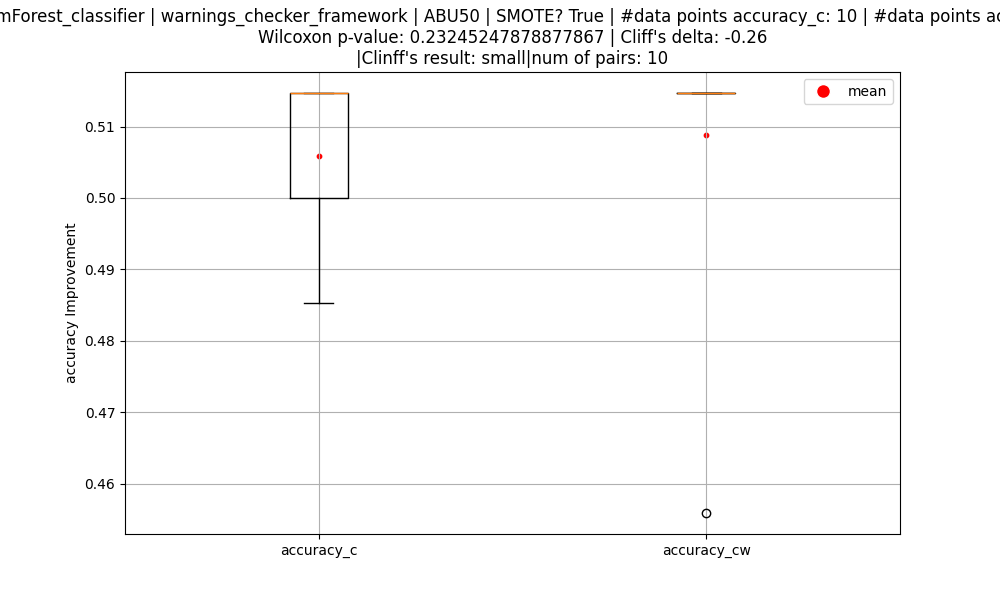 mForest_classifier | warnings_checker_framework | ABU50 | SMOTE? True | #data points accuracy_c: 10 | #data points ac
Wilcoxon p-value: 0.23245247878877867 | Cliff's delta: -0.26
|Clinff's result: small|num of pairs: 10
mean
0.51
0.50
0.49
0.48
0.47
0.46
accuracy Improvement
accuracy_c
accuracy_cw